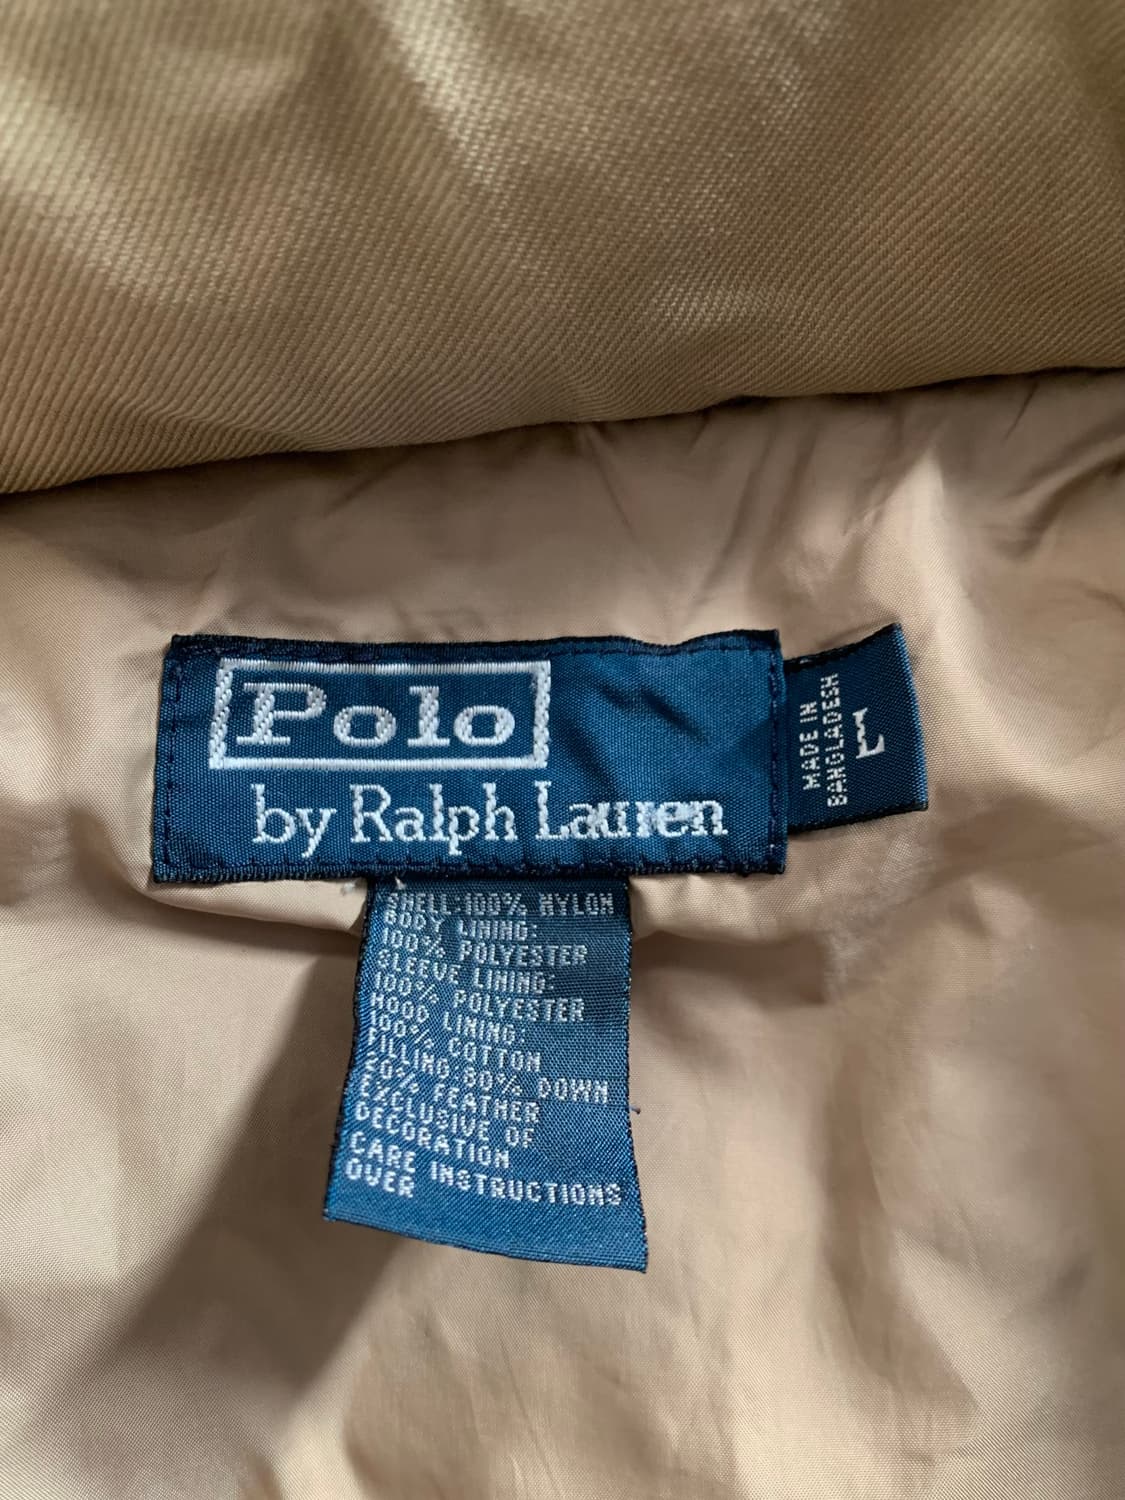 Polo
by Ralph Lauren
MADE IN
BANGLADESH
L
SHELL-100% NYLON
BODY LINING:
100% POLYESTER
SLEEVE LINING:
100% POLYESTER
HOOD LINING:
100% COTTON
FILLING 80% DOWN
20% FEATHER
EXCLUSIVE OF
DECORATION
CARE INSTRUCTIONS
OVER